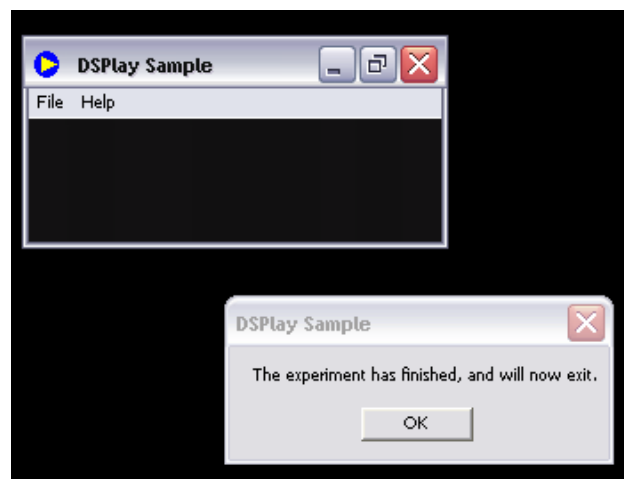 DSPlay Sample
File Help
DSPlay Sample
The experiment has finished, and will now exit.
OK